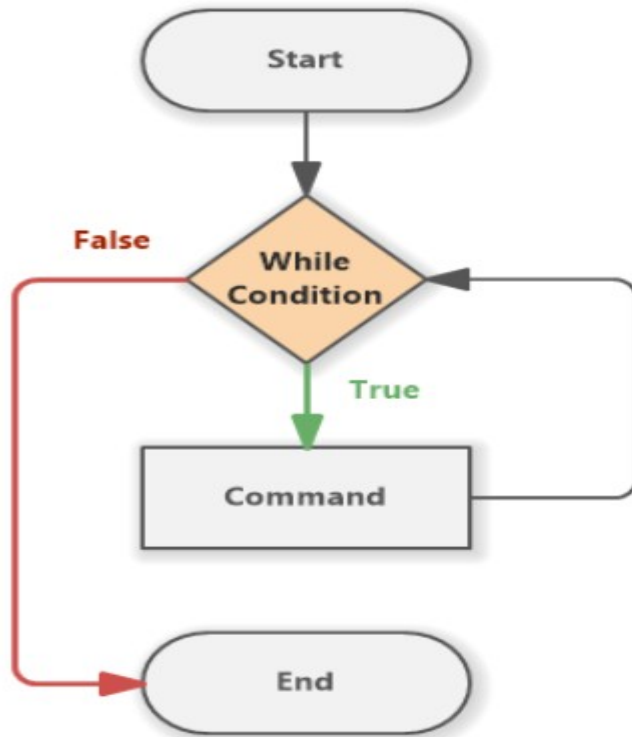 Start
False
While
Condition
True
Command
End